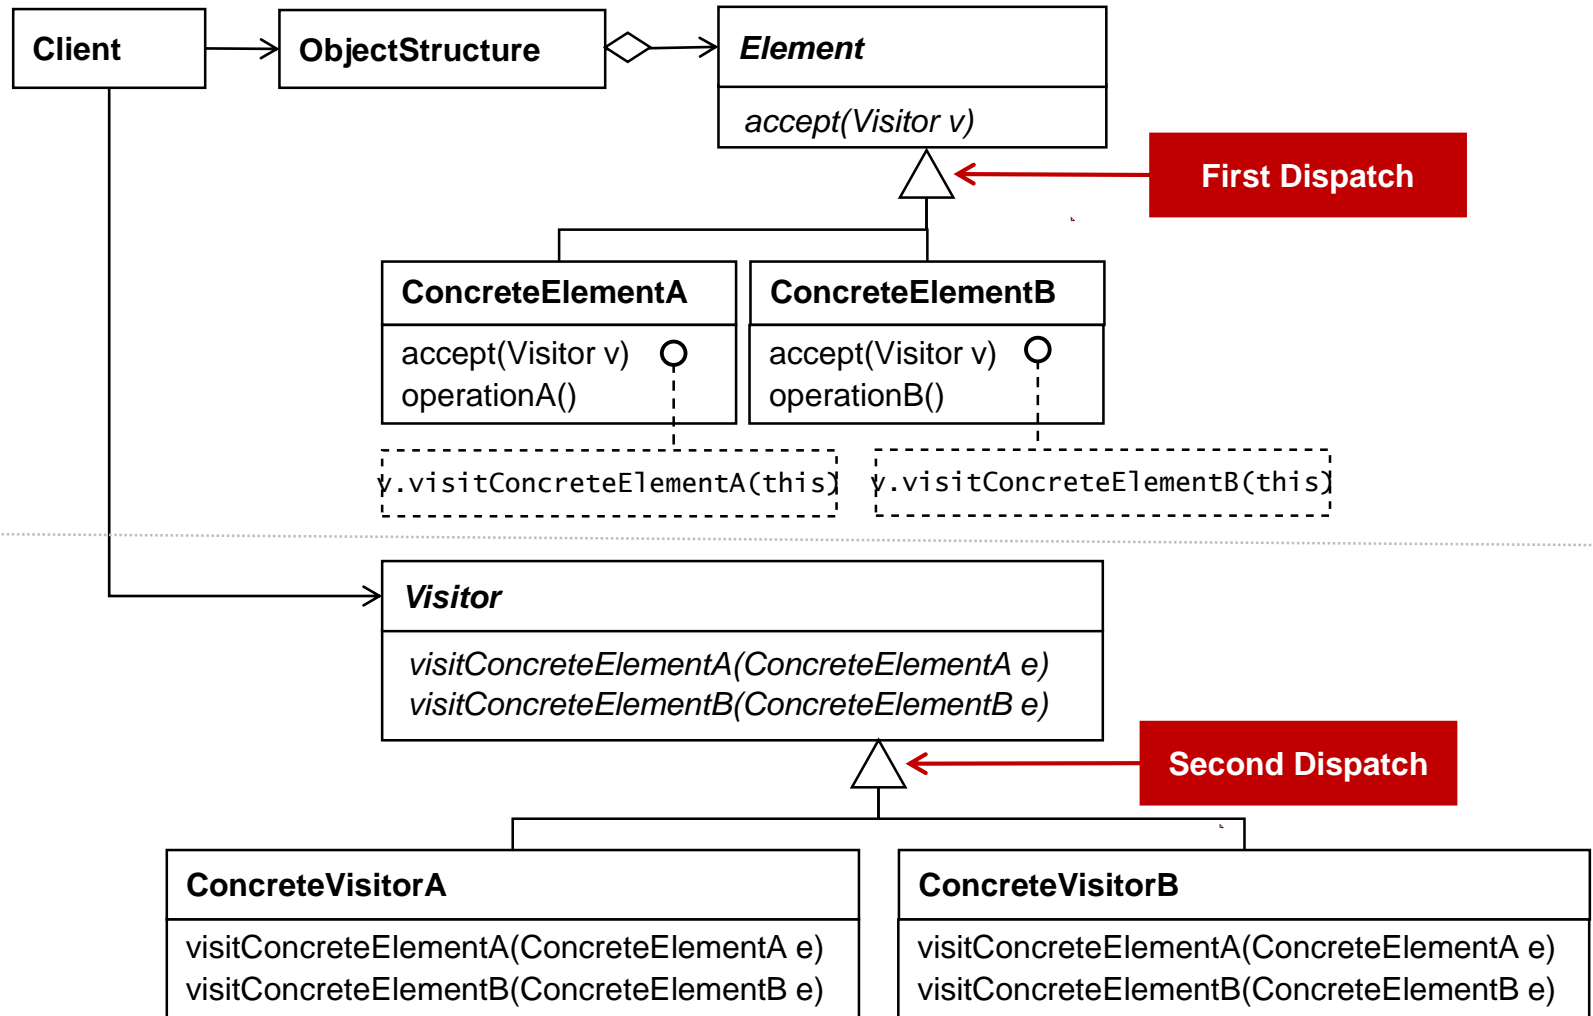 Client
ObjectStructure
Element
accept(Visitor v)
First Dispatch
ConcreteElementA
accept(Visitor v)
operationA()
ConcreteElementB
accept(Visitor v)
operationB()
v.visitConcreteElementA(this)
v.visitConcreteElementB(this)
Visitor
visitConcreteElementA(ConcreteElementA e)
visitConcreteElementB(ConcreteElementB e)
Second Dispatch
ConcreteVisitorA
visitConcreteElementA(ConcreteElementA e)
visitConcreteElementB(ConcreteElementB e)
ConcreteVisitorB
visitConcreteElementA(ConcreteElementA e)
visitConcreteElementB(ConcreteElementB e)